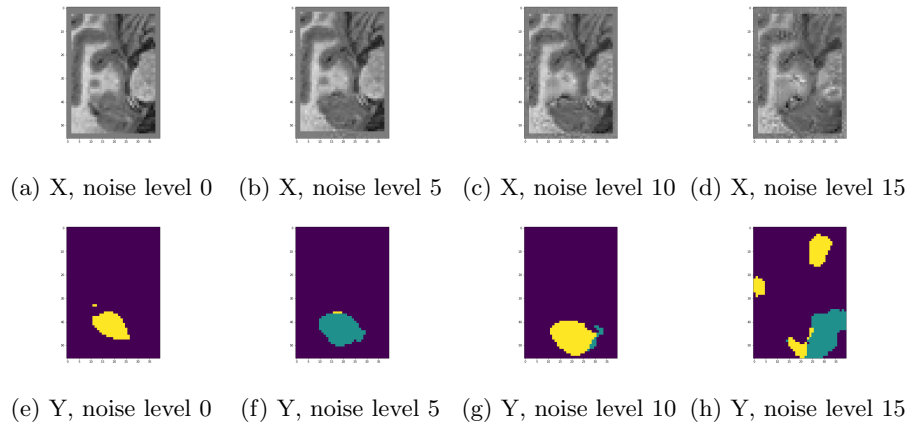 (a) X, noise level 0 (b) X, noise level 5 (c) X, noise level 10 (d) X, noise level 15
(e) Y, noise level 0 (f) Y, noise level 5 (g) Y, noise level 10 (h) Y, noise level 15